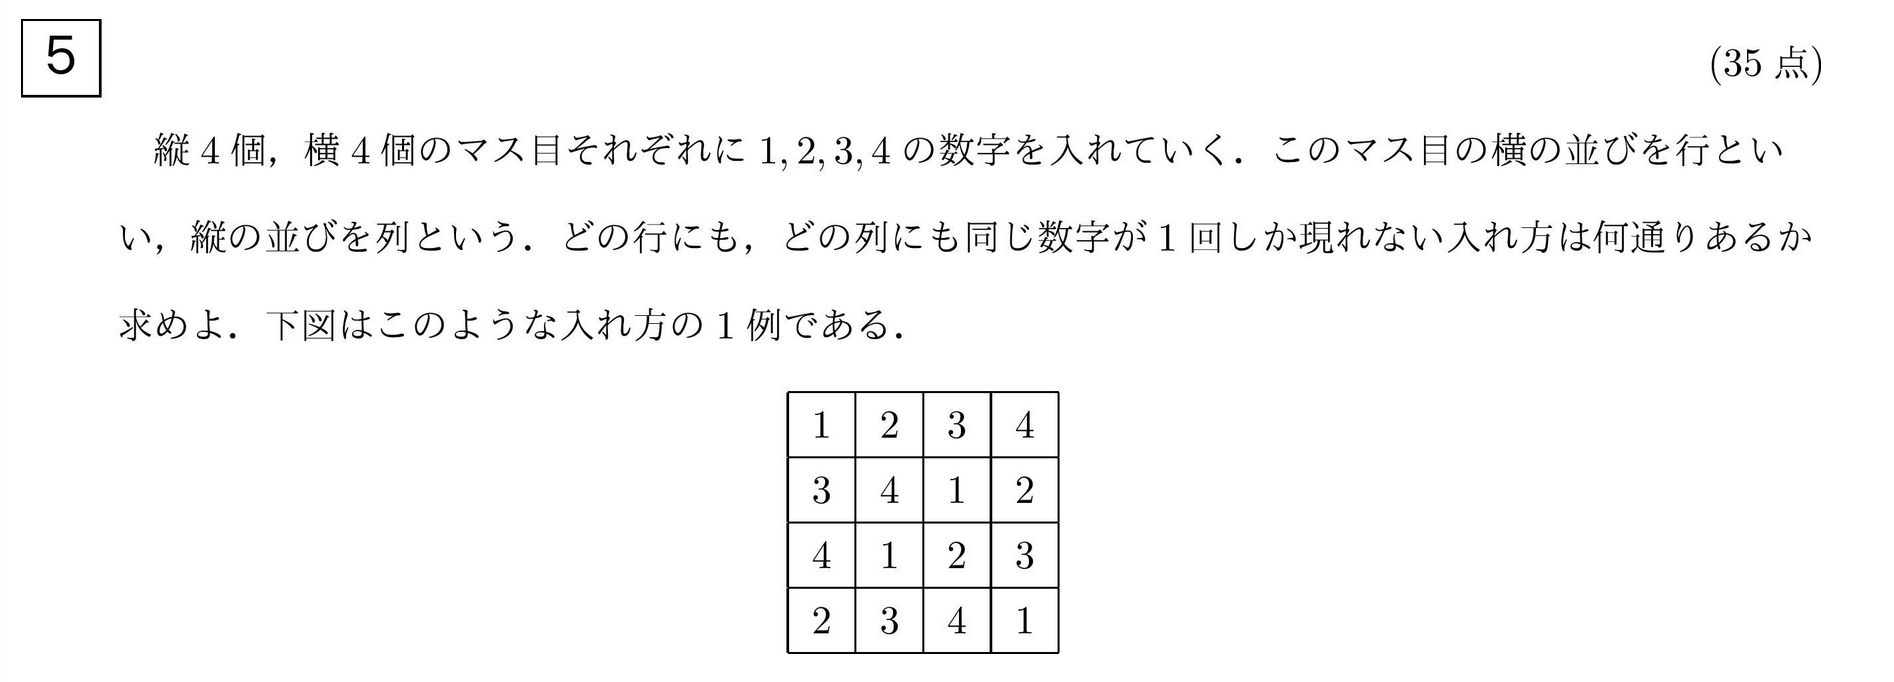 5
(35 点)
縦 4 個，横 4 個のマス目それぞれに 1, 2, 3, 4 の数字を入れていく．このマス目の横の並びを行とい
い，縦の並びを列という．どの行にも，どの列にも同じ数字が 1 回しか現れない入れ方は何通りあるか
求めよ．下図はこのような入れ方の 1 例である．
1 2 3 4
3 4 1 2
4 1 2 3
2 3 4 1